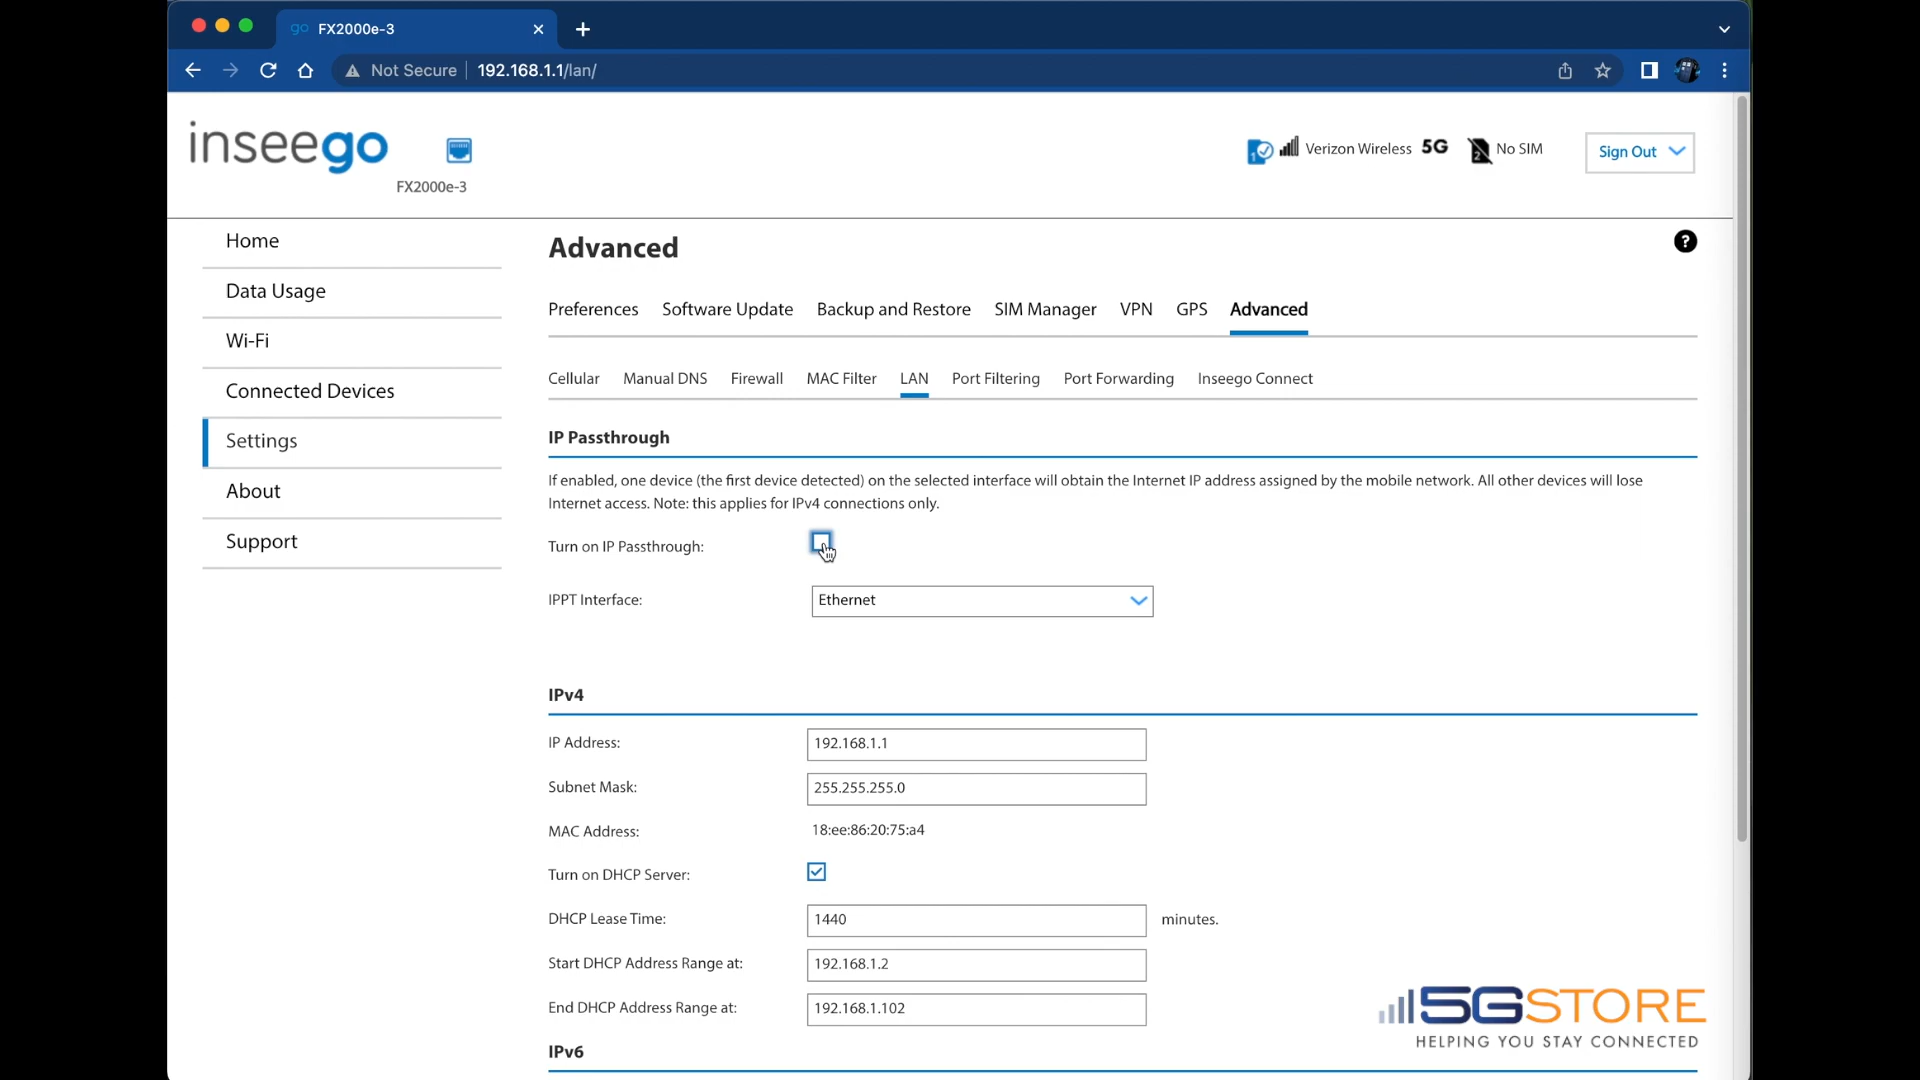 go FX2000e-3
Not Secure 192.168.1.1/lan/
inseego
FX2000e-3
1 Verizon Wireless 5G 2 No SIM
Sign Out
Home
Data Usage
Wi-Fi
Connected Devices
Settings
About
Support
Advanced
?
Preferences Software Update Backup and Restore SIM Manager VPN GPS Advanced
Cellular Manual DNS Firewall MAC Filter LAN Port Filtering Port Forwarding Inseego Connect
IP Passthrough
If enabled, one device (the first device detected) on the selected interface will obtain the Internet IP address assigned by the mobile network. All other devices will lose
Internet access. Note: this applies for IPv4 connections only.
Turn on IP Passthrough:
IPPT Interface: Ethernet
IPv4
IP Address: 192.168.1.1
Subnet Mask: 255.255.255.0
MAC Address: 18:ee:86:20:75:a4
Turn on DHCP Server:
DHCP Lease Time: 1440 minutes.
Start DHCP Address Range at: 192.168.1.2
End DHCP Address Range at: 192.168.1.102
IPv6
5GSTORE
HELPING YOU STAY CONNECTED